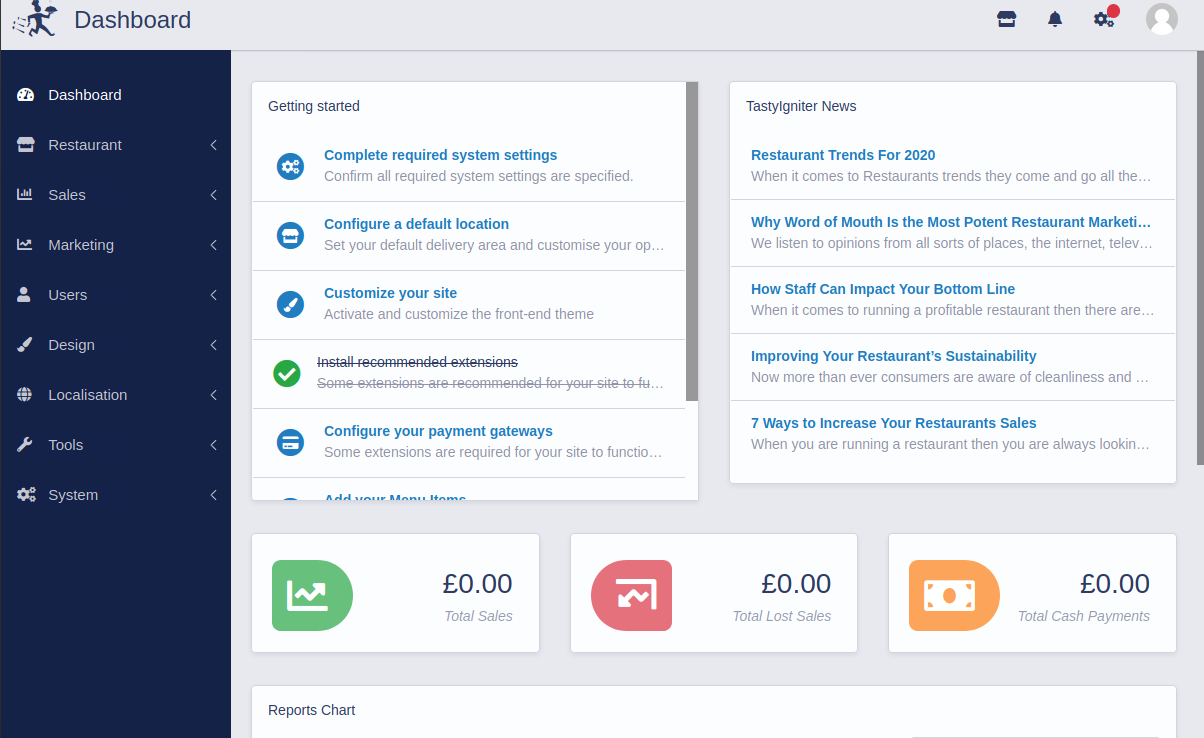 Dashboard
Dashboard
Restaurant
Sales
Marketing
Users
Design
Localisation
Tools
System
Getting started
Complete required system settings
Confirm all required system settings are specified.
Configure a default location
Set your default delivery area and customise your op…
Customize your site
Activate and customize the front-end theme
Install recommended extensions
Some extensions are recommended for your site to fu…
Configure your payment gateways
Some extensions are required for your site to functio…
Add your Menu Items
TastyIgniter News
Restaurant Trends For 2020
When it comes to Restaurants trends they come and go all the…
Why Word of Mouth Is the Most Potent Restaurant Marketi…
We listen to opinions from all sorts of places, the internet, telev…
How Staff Can Impact Your Bottom Line
When it comes to running a profitable restaurant then there are…
Improving Your Restaurant’s Sustainability
Now more than ever consumers are aware of cleanliness and …
7 Ways to Increase Your Restaurants Sales
When you are running a restaurant then you are always lookin…
£0.00
Total Sales
£0.00
Total Lost Sales
£0.00
Total Cash Payments
Reports Chart